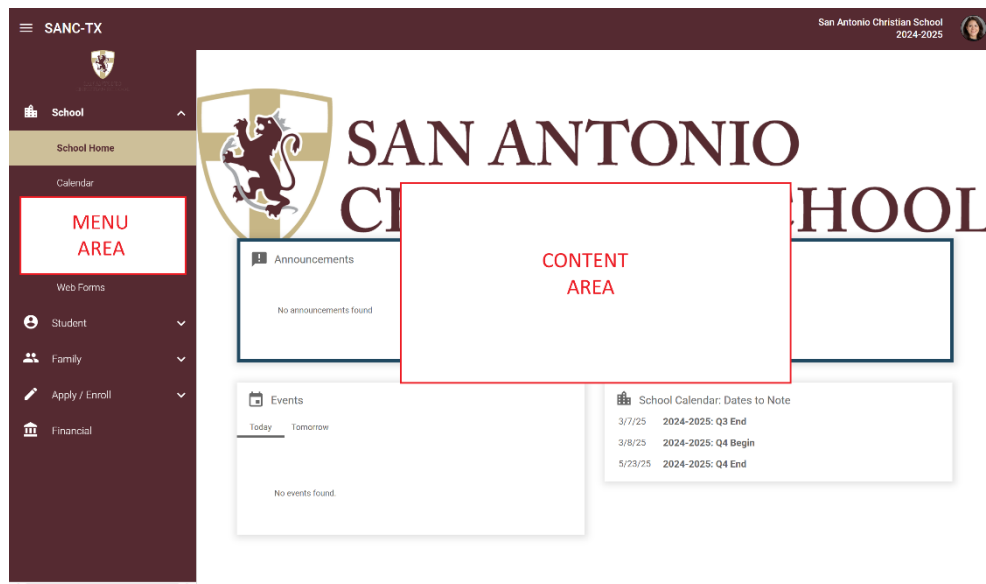 SANC-TX
San Antonio Christian School
2024-2025
School
School Home
Calendar
MENU
AREA
Web Forms
Student
Family
Apply / Enroll
Financial
SAN ANTONIO
HOOL
Announcements
No announcements found
CONTENT
AREA
Events
Today Tomorrow
No events found.
School Calendar: Dates to Note
3/7/25 2024-2025: Q3 End
3/8/25 2024-2025: Q4 Begin
5/23/25 2024-2025: Q4 End